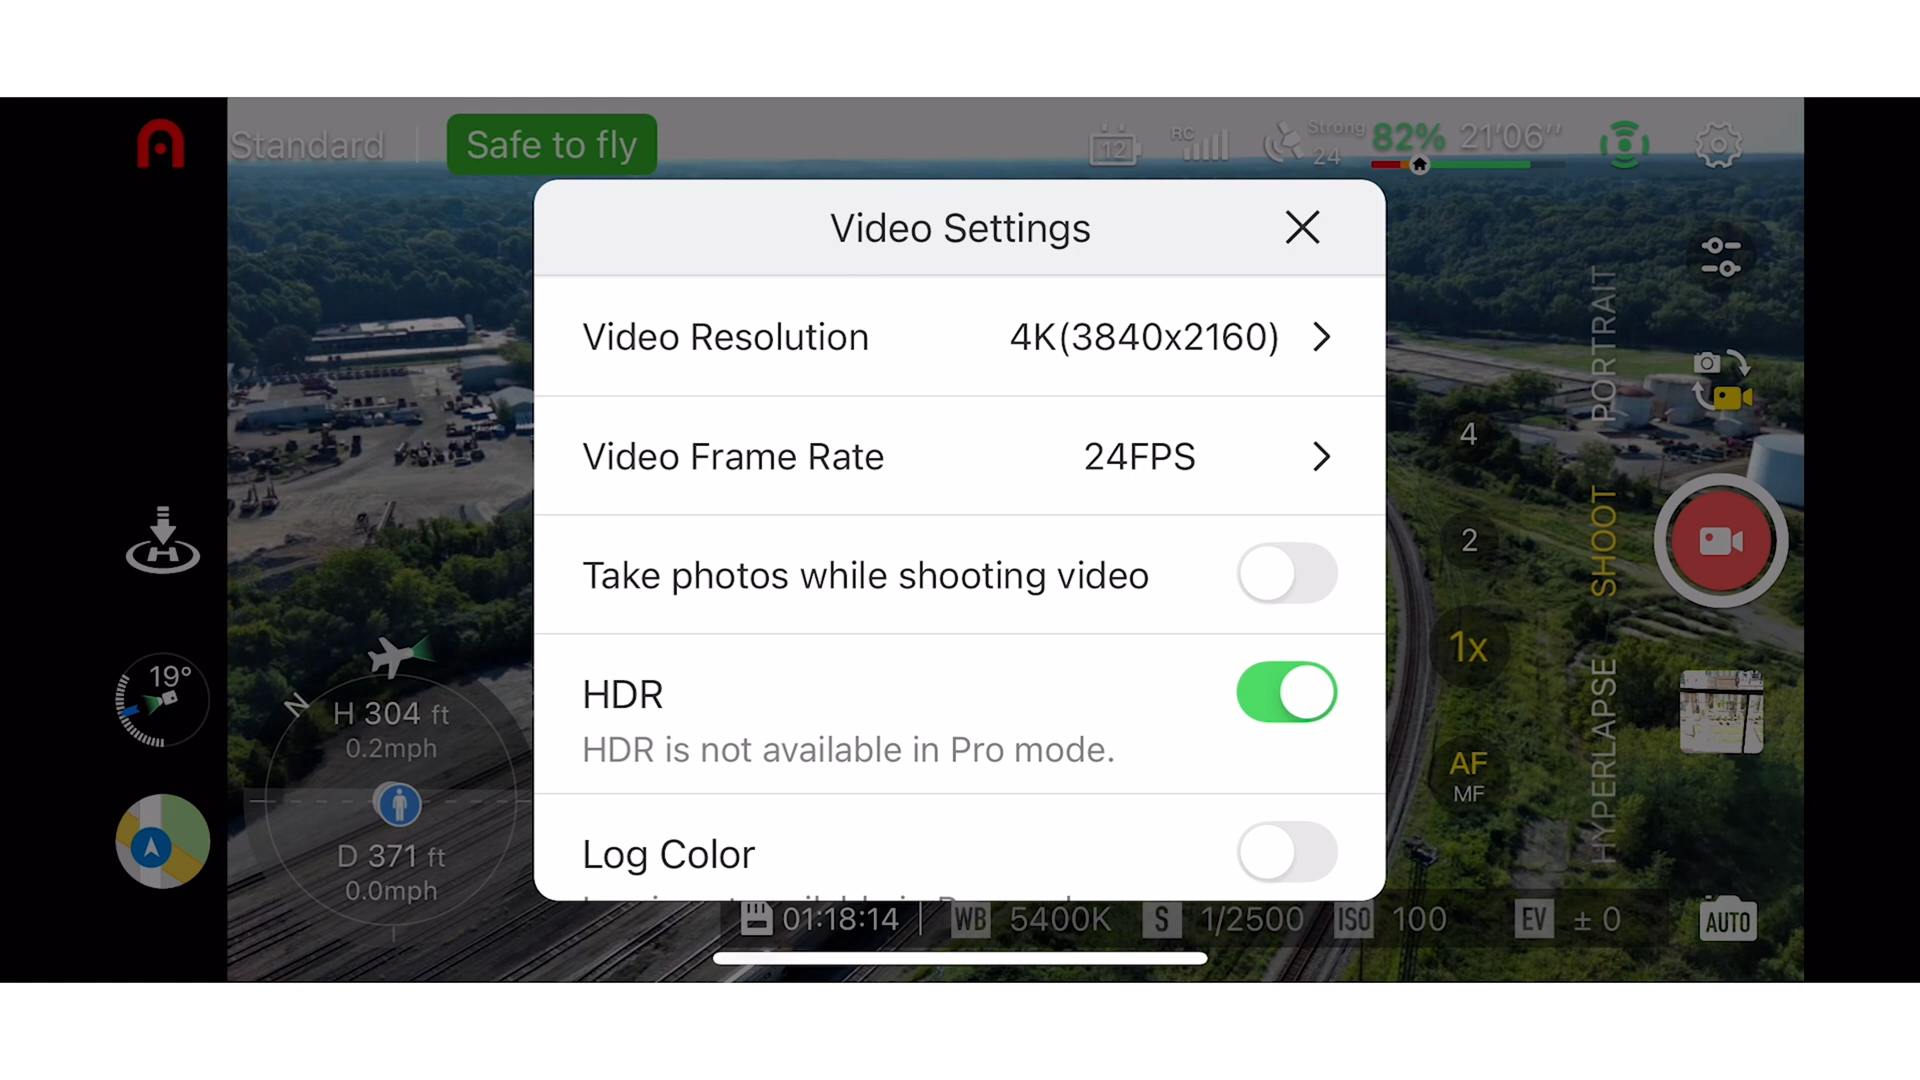 Standard
Safe to fly
12
RC
Strong
24
82%
21'06''
Video Settings
Video Resolution 4K(3840x2160)
Video Frame Rate 24FPS
Take photos while shooting video
HDR
HDR is not available in Pro mode.
Log Color
19°
N
H 304 ft
0.2mph
D 371 ft
0.0mph
4
2
1x
AF
MF
PORTRAIT
SHOOT
HYPERLAPSE
01:18:14
WB 5400K
S 1/2500
ISO 100
EV ± 0
AUTO